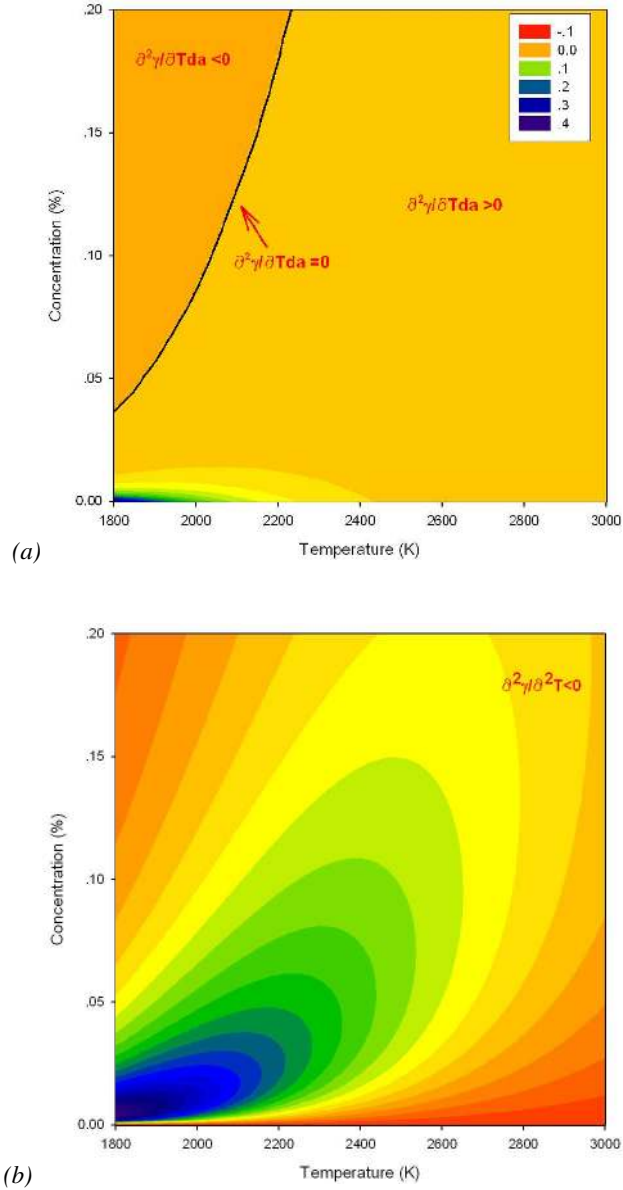 .20
.15
.10
.05
0.00
Concentration (%)
∂²γ/∂Tda <0
∂²γ/∂Tda >0
∂²γ/∂Tda =0
-.1
0.0
.1
.2
.3
.4
1800 2000 2200 2400 2600 2800 3000
Temperature (K)
(a)
.20
.15
.10
.05
0.00
Concentration (%)
∂²γ/∂²T<0
1800 2000 2200 2400 2600 2800 3000
Temperature (K)
(b)